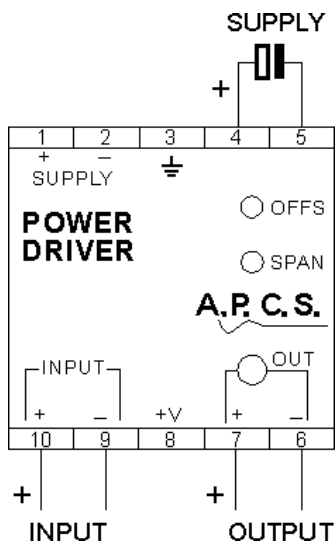 SUPPLY
+
1 2 3 4 5
+ −
SUPPLY
POWER
DRIVER
OFFS
SPAN
A.P.C.S.
INPUT
OUT
+ − +V + −
10 9 8 7 6
+ +
INPUT OUTPUT